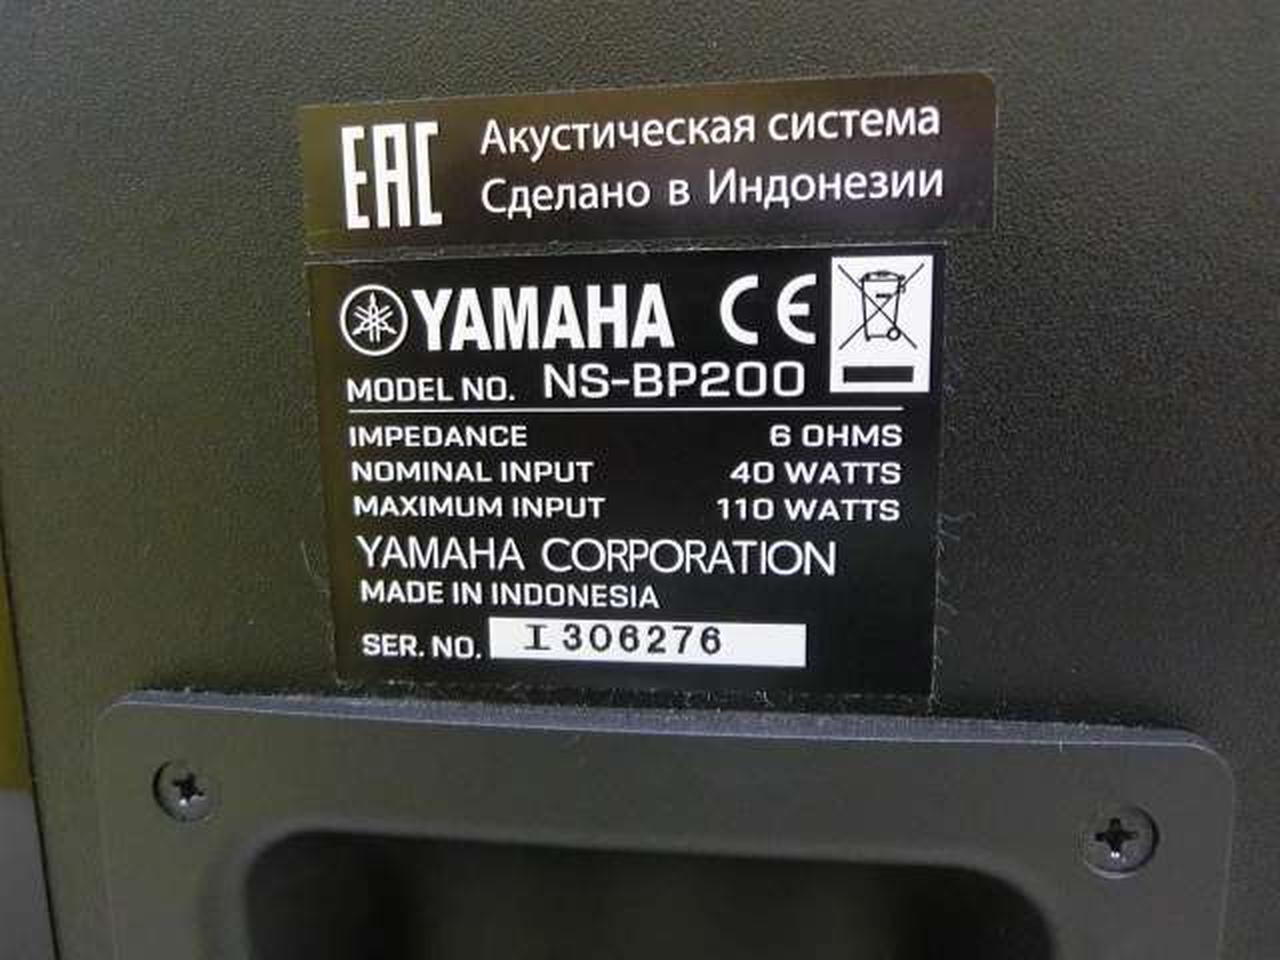 EAC
Акустическая система
Сделано в Индонезии
YAMAHA CE
MODEL NO. NS-BP200
IMPEDANCE 6 OHMS
NOMINAL INPUT 40 WATTS
MAXIMUM INPUT 110 WATTS
YAMAHA CORPORATION
MADE IN INDONESIA
SER. NO. I306276